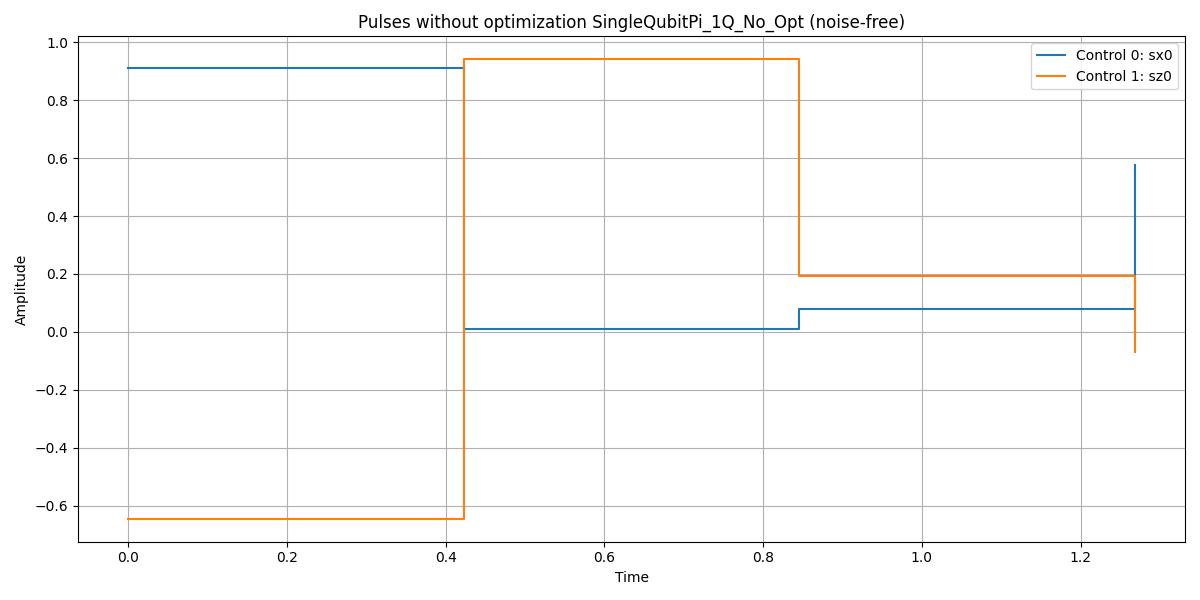 Pulses without optimization SingleQubitPi_1Q_No_Opt (noise-free)
Control 0: sx0
Control 1: sz0
Amplitude
1.0
0.8
0.6
0.4
0.2
0.0
−0.2
−0.4
−0.6
0.0 0.2 0.4 0.6 0.8 1.0 1.2
Time